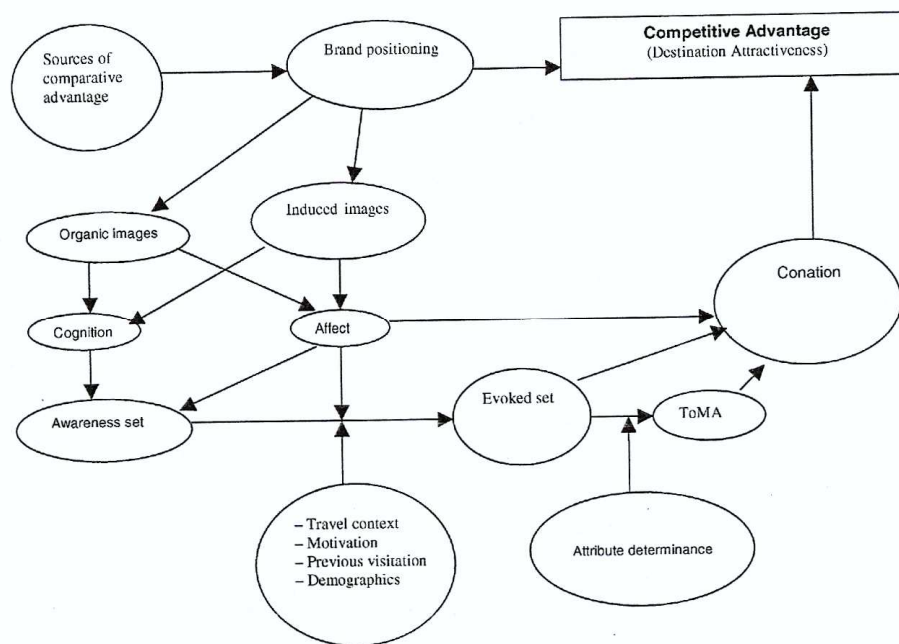 Competitive Advantage
(Destination Attractiveness)
Brand positioning
Sources of
comparative
advantage
Induced images
Organic images
Conation
Cognition
Affect
Evoked set
ToMA
Awareness set
– Travel context
– Motivation
– Previous visitation
– Demographics
Attribute determinance